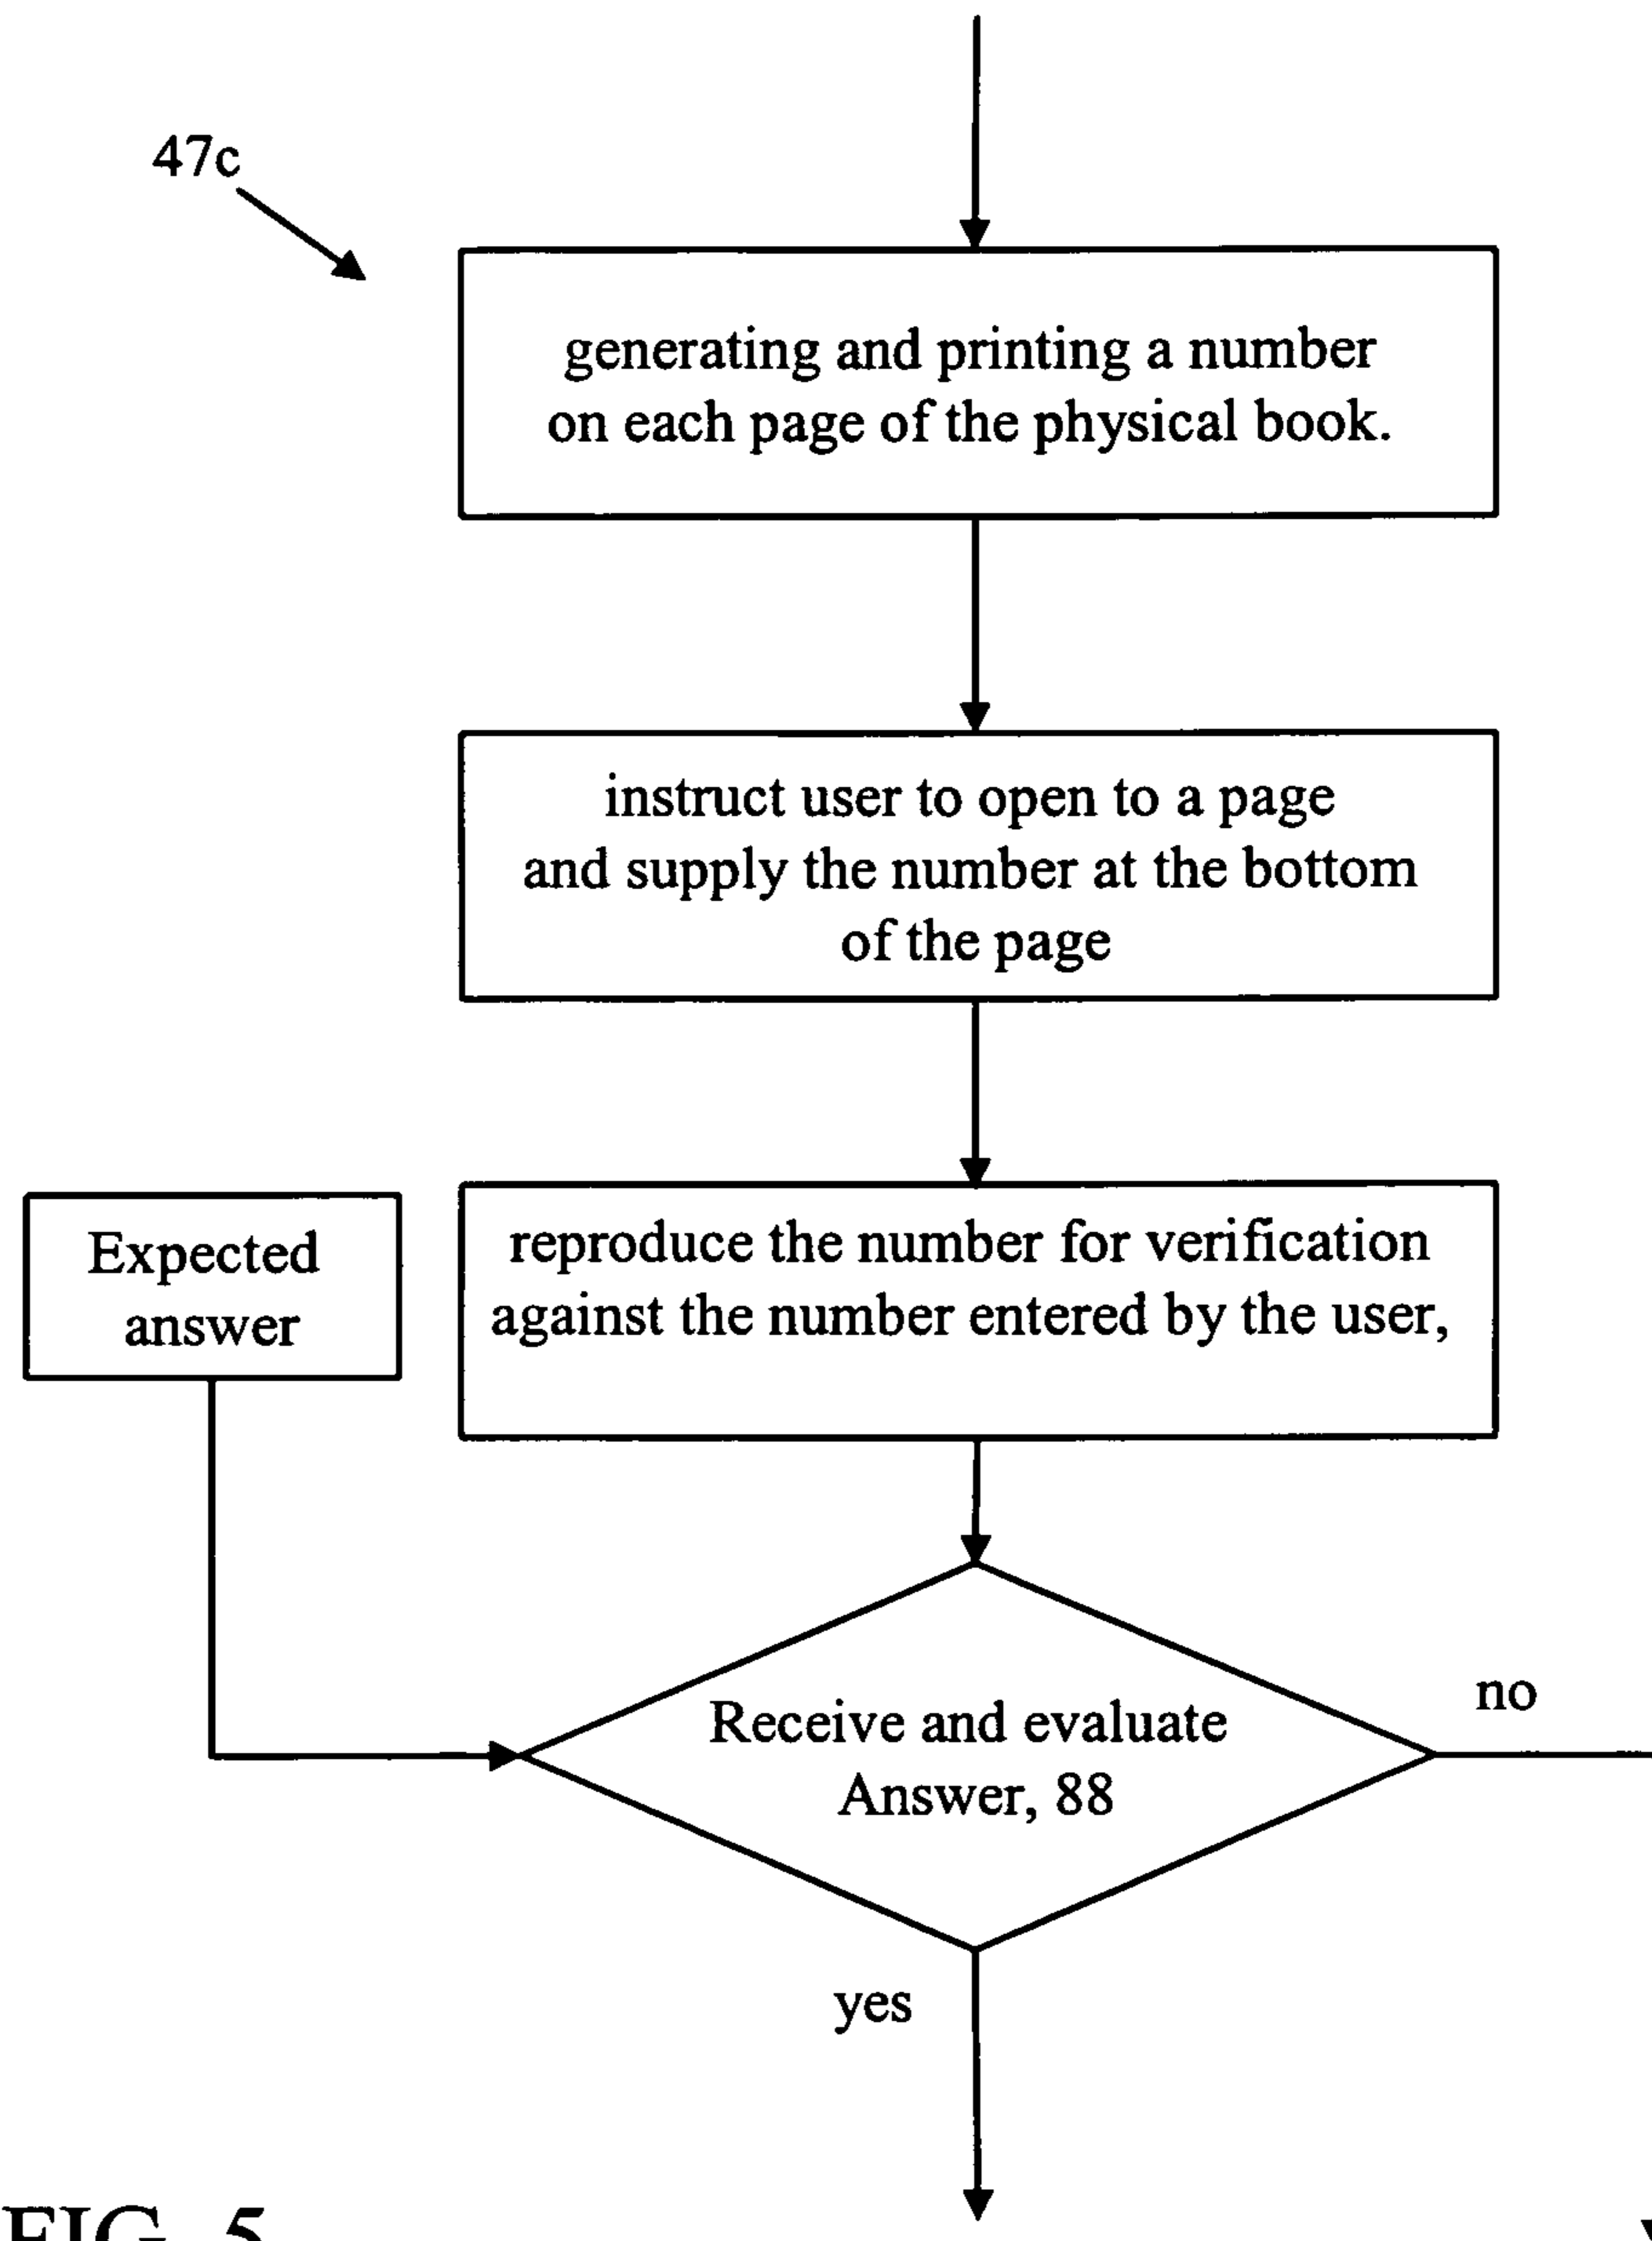 47c
generating and printing a number
on each page of the physical book.
instruct user to open to a page
and supply the number at the bottom
of the page
Expected
answer
reproduce the number for verification
against the number entered by the user,
Receive and evaluate
Answer, 88
no
yes
FIG. 5